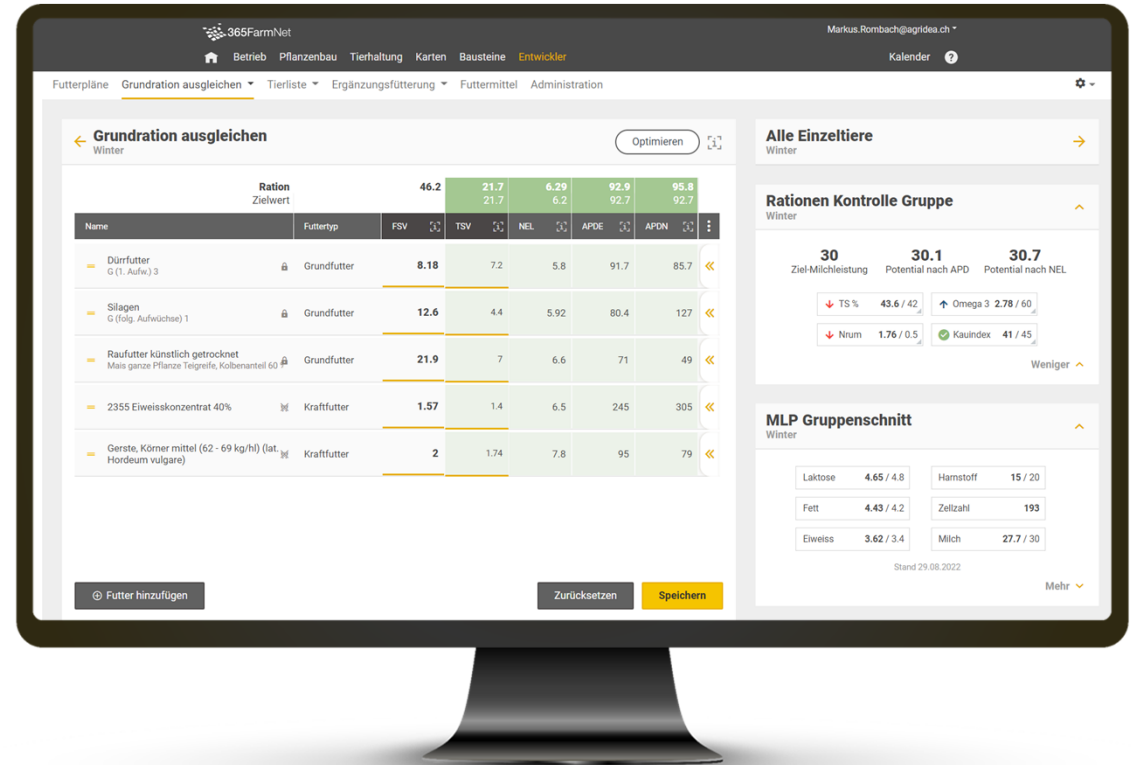 365FarmNet
Markus.Rombach@agridea.ch
Betrieb Pflanzenbau Tierhaltung Karten Bausteine Entwickler
Kalender ?
Futterpläne Grundration ausgleichen Tierliste Ergänzungsfütterung Futtermittel Administration
Grundration ausgleichen
Winter
Optimieren
Ration 46.2 21.7 6.29 92.9 95.8
Zielwert 21.7 6.2 92.7 92.7
Name Futtertyp FSV TSV NEL APDE APDN
Dürrfutter
G (1. Aufw.) 3
Grundfutter 8.18 7.2 5.8 91.7 85.7
Silagen
G (folg. Aufwüchse) 1
Grundfutter 12.6 4.4 5.92 80.4 127
Raufutter künstlich getrocknet
Mais ganze Pflanze Teigreife, Kolbenanteil 60
Grundfutter 21.9 7 6.6 71 49
2355 Eiweisskonzentrat 40% Kraftfutter 1.57 1.4 6.5 245 305
Gerste, Körner mittel (62 - 69 kg/hl) (lat.
Hordeum vulgare)
Kraftfutter 2 1.74 7.8 95 79
Futter hinzufügen
Zurücksetzen
Speichern
Alle Einzeltiere
Winter
Rationen Kontrolle Gruppe
Winter
30 30.1 30.7
Ziel-Milchleistung Potential nach APD Potential nach NEL
TS % 43.6 / 42 Omega 3 2.78 / 60
Nrum 1.76 / 0.5 Kauindex 41 / 45
Weniger
MLP Gruppenschnitt
Winter
Laktose 4.65 / 4.8 Harnstoff 15 / 20
Fett 4.43 / 4.2 Zellzahl 193
Eiweiss 3.62 / 3.4 Milch 27.7 / 30
Stand 29.08.2022
Mehr